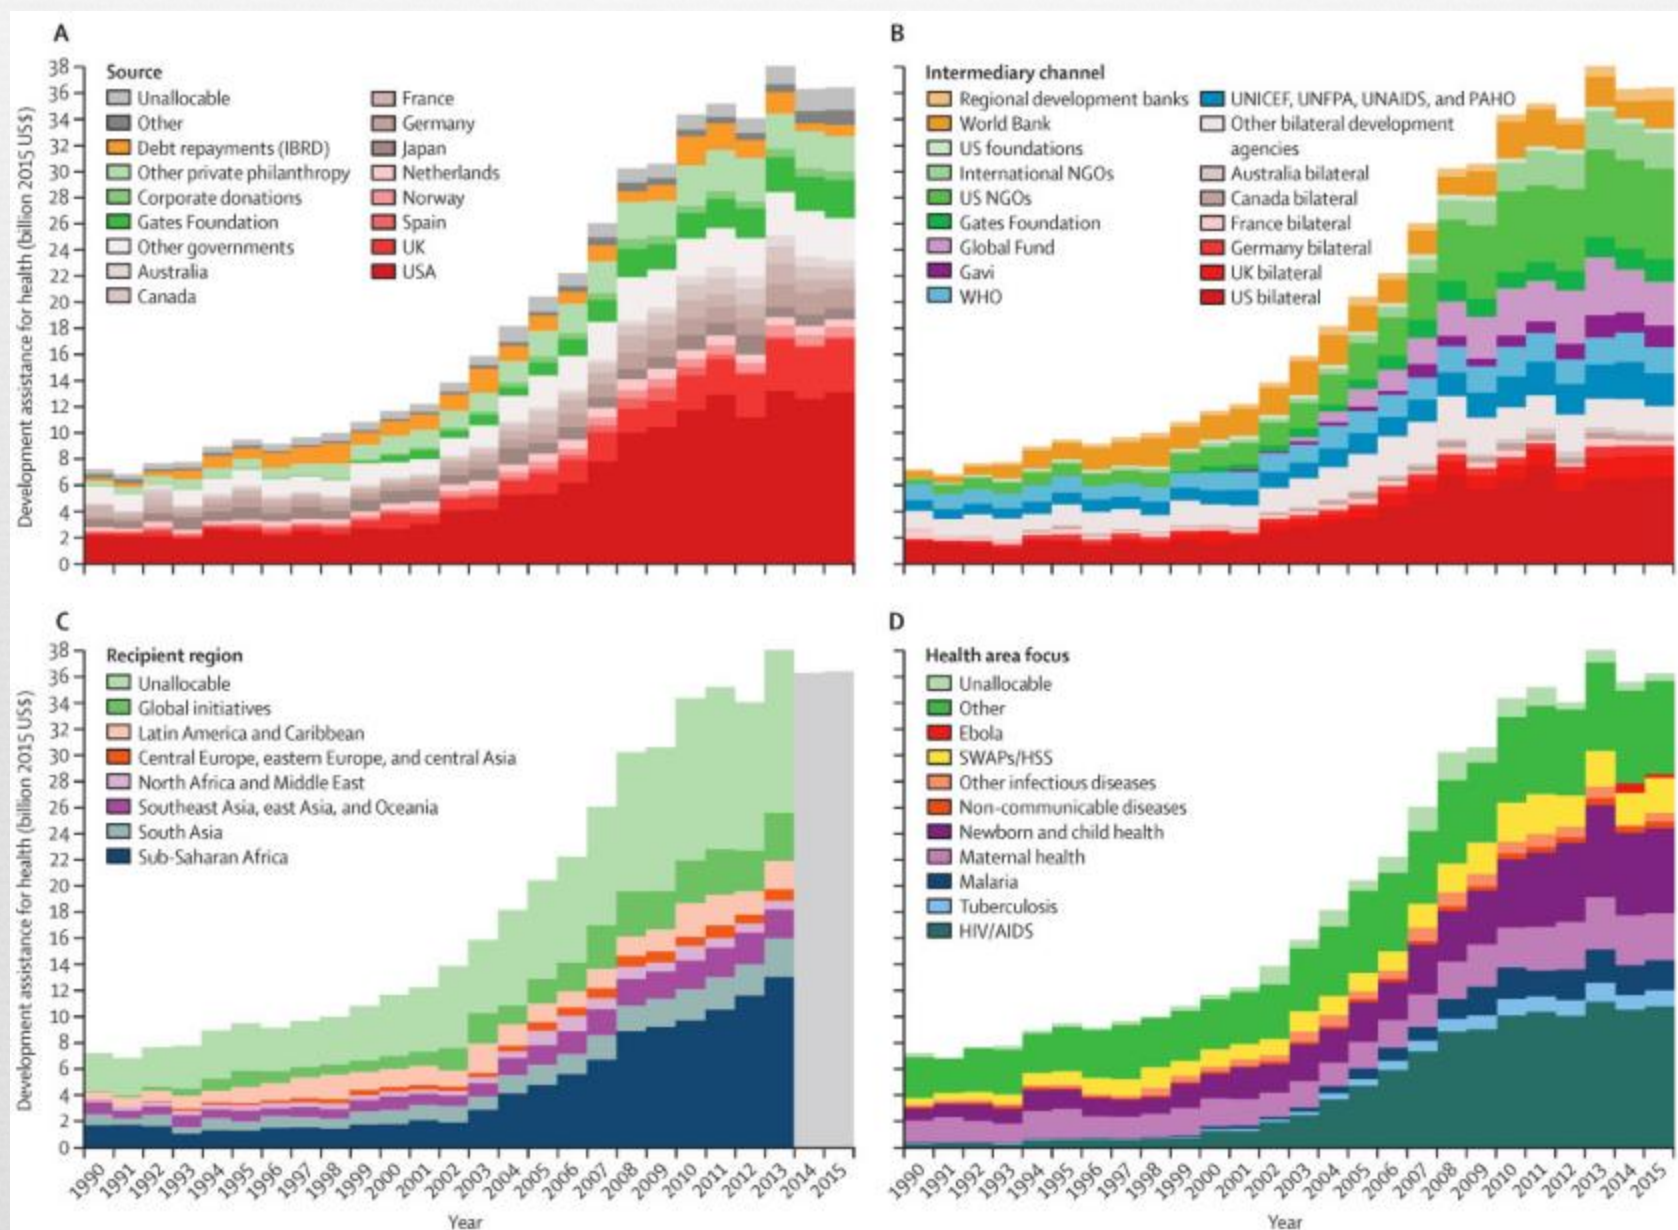 A
Development assistance for health (billion 2015 US$)
38
36
34
32
30
28
26
24
22
20
18
16
14
12
10
8
6
4
2
0
Source
Unallocable
Other
Debt repayments (IBRD)
Other private philanthropy
Corporate donations
Gates Foundation
Other governments
Australia
Canada
France
Germany
Japan
Netherlands
Norway
Spain
UK
USA
B
Intermediary channel
Regional development banks
World Bank
US foundations
International NGOs
US NGOs
Gates Foundation
Global Fund
Gavi
WHO
UNICEF, UNFPA, UNAIDS, and PAHO
Other bilateral development
agencies
Australia bilateral
Canada bilateral
France bilateral
Germany bilateral
UK bilateral
US bilateral
C
Development assistance for health (billion 2015 US$)
38
36
34
32
30
28
26
24
22
20
18
16
14
12
10
8
6
4
2
0
Recipient region
Unallocable
Global initiatives
Latin America and Caribbean
Central Europe, eastern Europe, and central Asia
North Africa and Middle East
Southeast Asia, east Asia, and Oceania
South Asia
Sub-Saharan Africa
1990
1991
1992
1993
1994
1995
1996
1997
1998
1999
2000
2001
2002
2003
2004
2005
2006
2007
2008
2009
2010
2011
2012
2013
2014
2015
Year
D
Health area focus
Unallocable
Other
Ebola
SWAPs/HSS
Other infectious diseases
Non-communicable diseases
Newborn and child health
Maternal health
Malaria
Tuberculosis
HIV/AIDS
1990
1991
1992
1993
1994
1995
1996
1997
1998
1999
2000
2001
2002
2003
2004
2005
2006
2007
2008
2009
2010
2011
2012
2013
2014
2015
Year